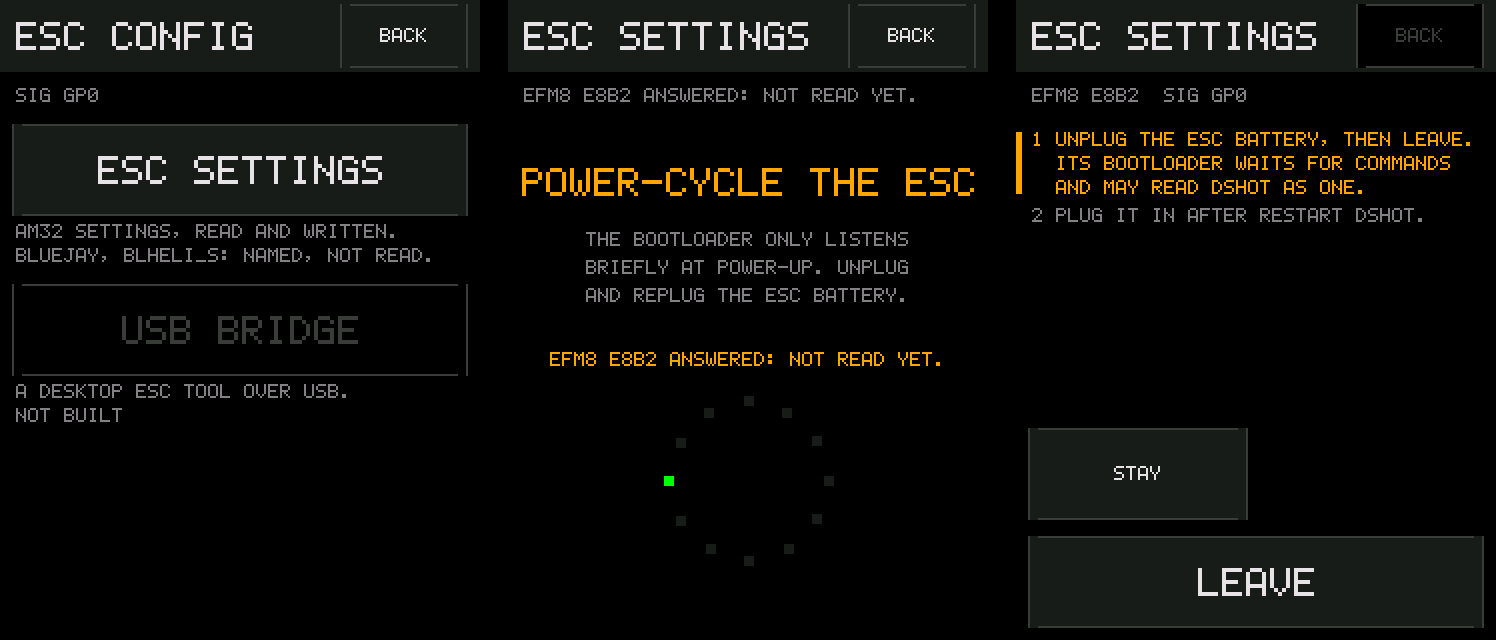 ESC CONFIG
BACK
SIG GP0
ESC SETTINGS
AM32 SETTINGS, READ AND WRITTEN.
BLUEJAY, BLHELI_S: NAMED, NOT READ.
USB BRIDGE
A DESKTOP ESC TOOL OVER USB.
NOT BUILT
ESC SETTINGS
BACK
EFM8 E8B2 ANSWERED: NOT READ YET.
POWER-CYCLE THE ESC
THE BOOTLOADER ONLY LISTENS
BRIEFLY AT POWER-UP. UNPLUG
AND REPLUG THE ESC BATTERY.
EFM8 E8B2 ANSWERED: NOT READ YET.
ESC SETTINGS
BACK
EFM8 E8B2 SIG GP0
1 UNPLUG THE ESC BATTERY, THEN LEAVE.
ITS BOOTLOADER WAITS FOR COMMANDS
AND MAY READ DSHOT AS ONE.
2 PLUG IT IN AFTER RESTART DSHOT.
STAY
LEAVE